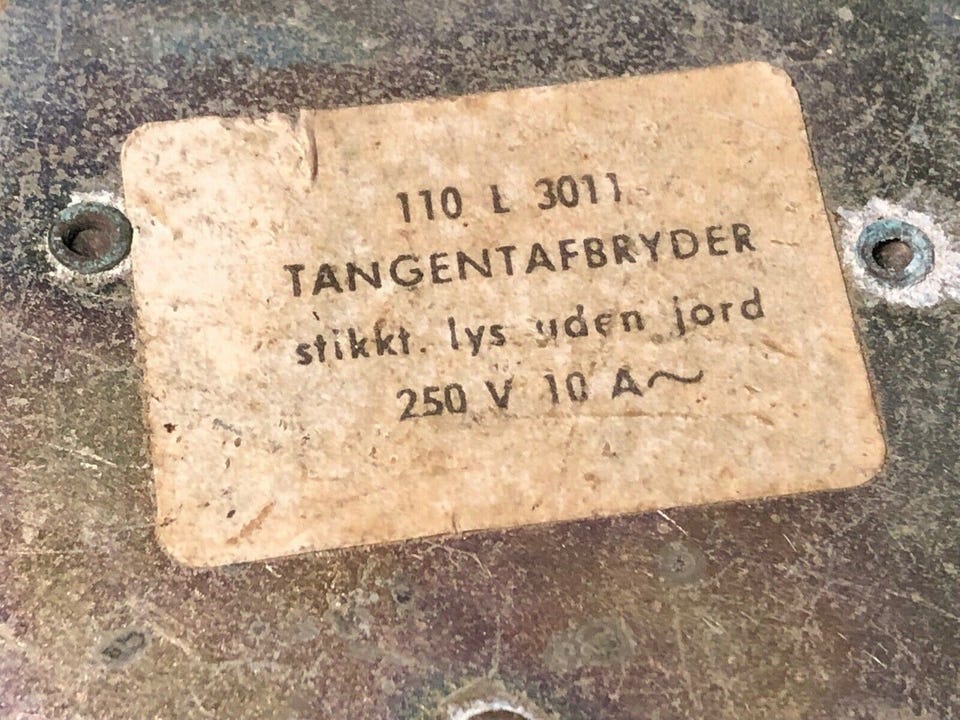 110 L 3011
TANGENTAFBRYDER
stikkt. lys uden jord
250 V 10 A~